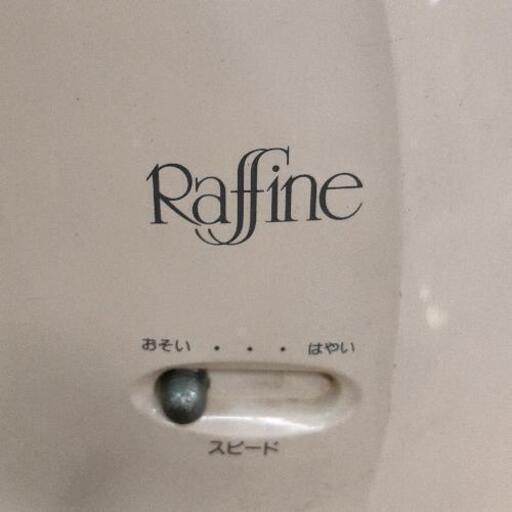 Raffine
おそい ・ ・ ・ はやい
スピード